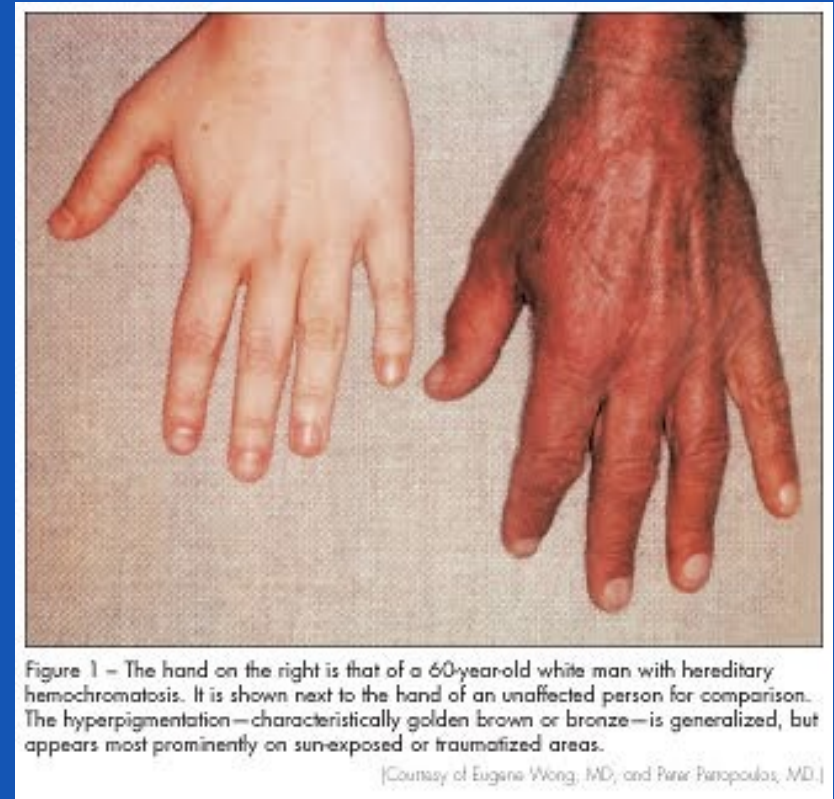 Figure 1 – The hand on the right is that of a 60-year-old white man with hereditary
hemochromatosis. It is shown next to the hand of an unaffected person for comparison.
The hyperpigmentation—characteristically golden brown or bronze—is generalized, but
appears most prominently on sun-exposed or traumatized areas.
(Courtesy of Eugene Wong, MD, and Peter Petropoulos, MD.)